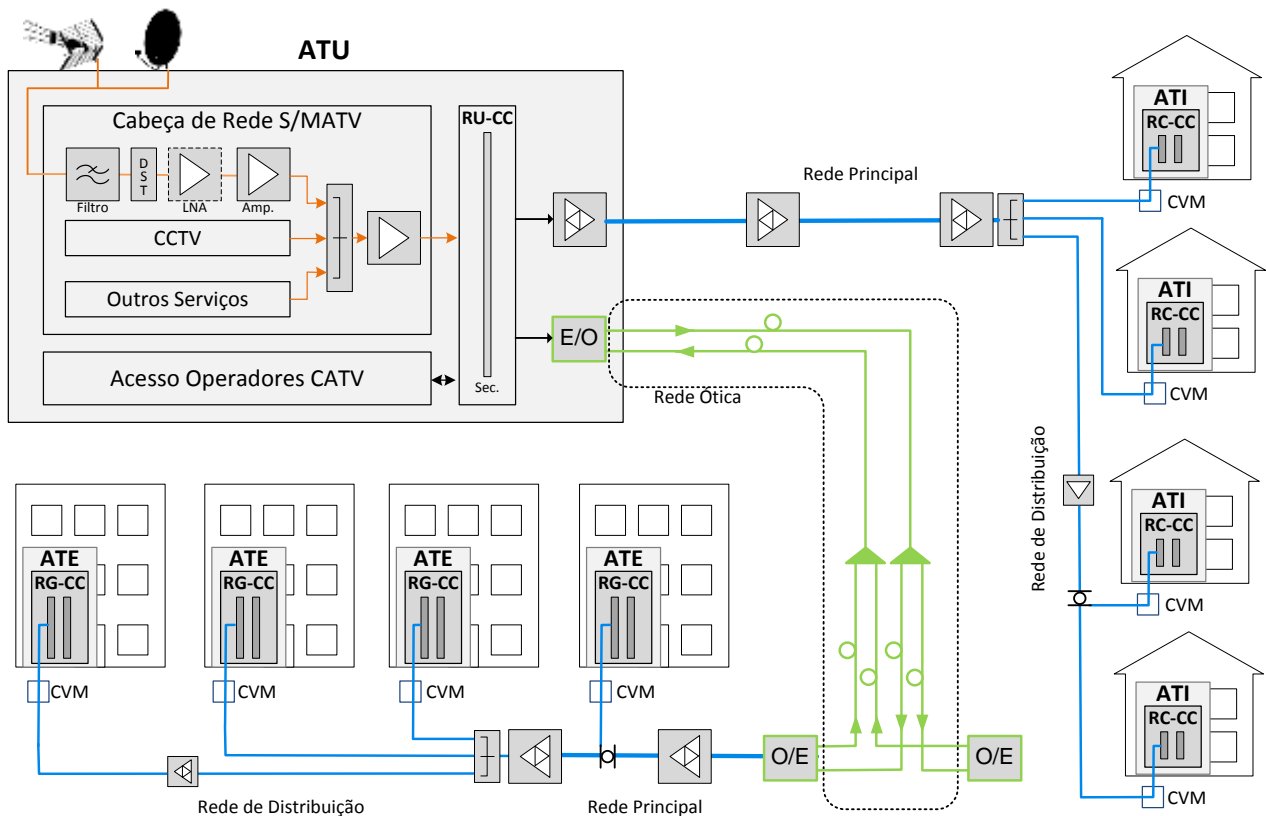 ATU
Cabeça de Rede S/MATV
D
S
T
Filtro
LNA
Amp.
CCTV
Outros Serviços
Acesso Operadores CATV
RU-CC
Sec.
E/O
Rede Ótica
Rede Principal
ATI
RC-CC
CVM
ATI
RC-CC
CVM
Rede de Distribuição
ATI
RC-CC
CVM
ATI
RC-CC
CVM
ATE
RG-CC
CVM
ATE
RG-CC
CVM
ATE
RG-CC
CVM
ATE
RG-CC
CVM
O/E
O/E
Rede de Distribuição
Rede Principal